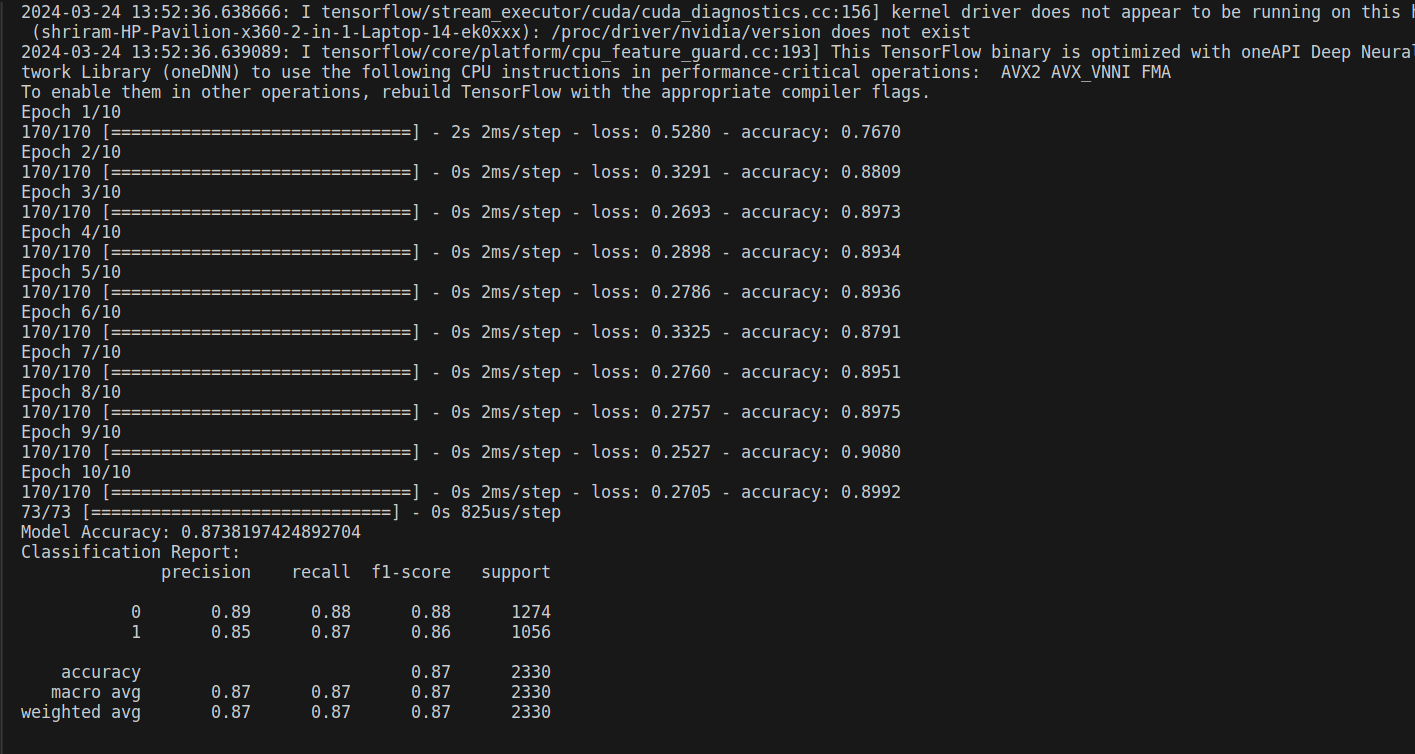 2024-03-24 13:52:36.638666: I tensorflow/stream_executor/cuda/cuda_diagnostics.cc:156] kernel driver does not appear to be running on this
(shriram-HP-Pavilion-x360-2-in-1-Laptop-14-ek0xxx): /proc/driver/nvidia/version does not exist
2024-03-24 13:52:36.639089: I tensorflow/core/platform/cpu_feature_guard.cc:193] This TensorFlow binary is optimized with oneAPI Deep Neura
twork Library (oneDNN) to use the following CPU instructions in performance-critical operations:  AVX2 AVX_VNNI FMA
To enable them in other operations, rebuild TensorFlow with the appropriate compiler flags.
Epoch 1/10
170/170 [==============================] - 2s 2ms/step - loss: 0.5280 - accuracy: 0.7670
Epoch 2/10
170/170 [==============================] - 0s 2ms/step - loss: 0.3291 - accuracy: 0.8809
Epoch 3/10
170/170 [==============================] - 0s 2ms/step - loss: 0.2693 - accuracy: 0.8973
Epoch 4/10
170/170 [==============================] - 0s 2ms/step - loss: 0.2898 - accuracy: 0.8934
Epoch 5/10
170/170 [==============================] - 0s 2ms/step - loss: 0.2786 - accuracy: 0.8936
Epoch 6/10
170/170 [==============================] - 0s 2ms/step - loss: 0.3325 - accuracy: 0.8791
Epoch 7/10
170/170 [==============================] - 0s 2ms/step - loss: 0.2760 - accuracy: 0.8951
Epoch 8/10
170/170 [==============================] - 0s 2ms/step - loss: 0.2757 - accuracy: 0.8975
Epoch 9/10
170/170 [==============================] - 0s 2ms/step - loss: 0.2527 - accuracy: 0.9080
Epoch 10/10
170/170 [==============================] - 0s 2ms/step - loss: 0.2705 - accuracy: 0.8992
73/73 [==============================] - 0s 825us/step
Model Accuracy: 0.8738197424892704
Classification Report:
              precision    recall  f1-score   support
           0       0.89      0.88      0.88      1274
           1       0.85      0.87      0.86      1056
    accuracy                           0.87      2330
   macro avg       0.87      0.87      0.87      2330
weighted avg       0.87      0.87      0.87      2330